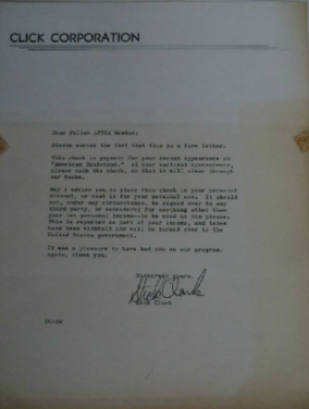 CLICK CORPORATION
Dear Fellow AFTRA Member:
Please excuse the fact that this is a form letter.
This check is payment for your recent appearance on
"American Bandstand." At your earliest convenience,
please cash the check, so that it will clear through
our books.
May I advise you to place this check in your personal
account, or cash it for your personal use. It should
not, under any circumstances, be signed over to any
third party, or considered for anything other than
your own personal income--to be used as you please.
This is reported as part of your income, and taxes
have been withheld and will be turned over to the
United States government.
It was a pleasure to have had you on our program.
Again, thank you.
Sincerely yours,
Dick Clark
Dick Clark